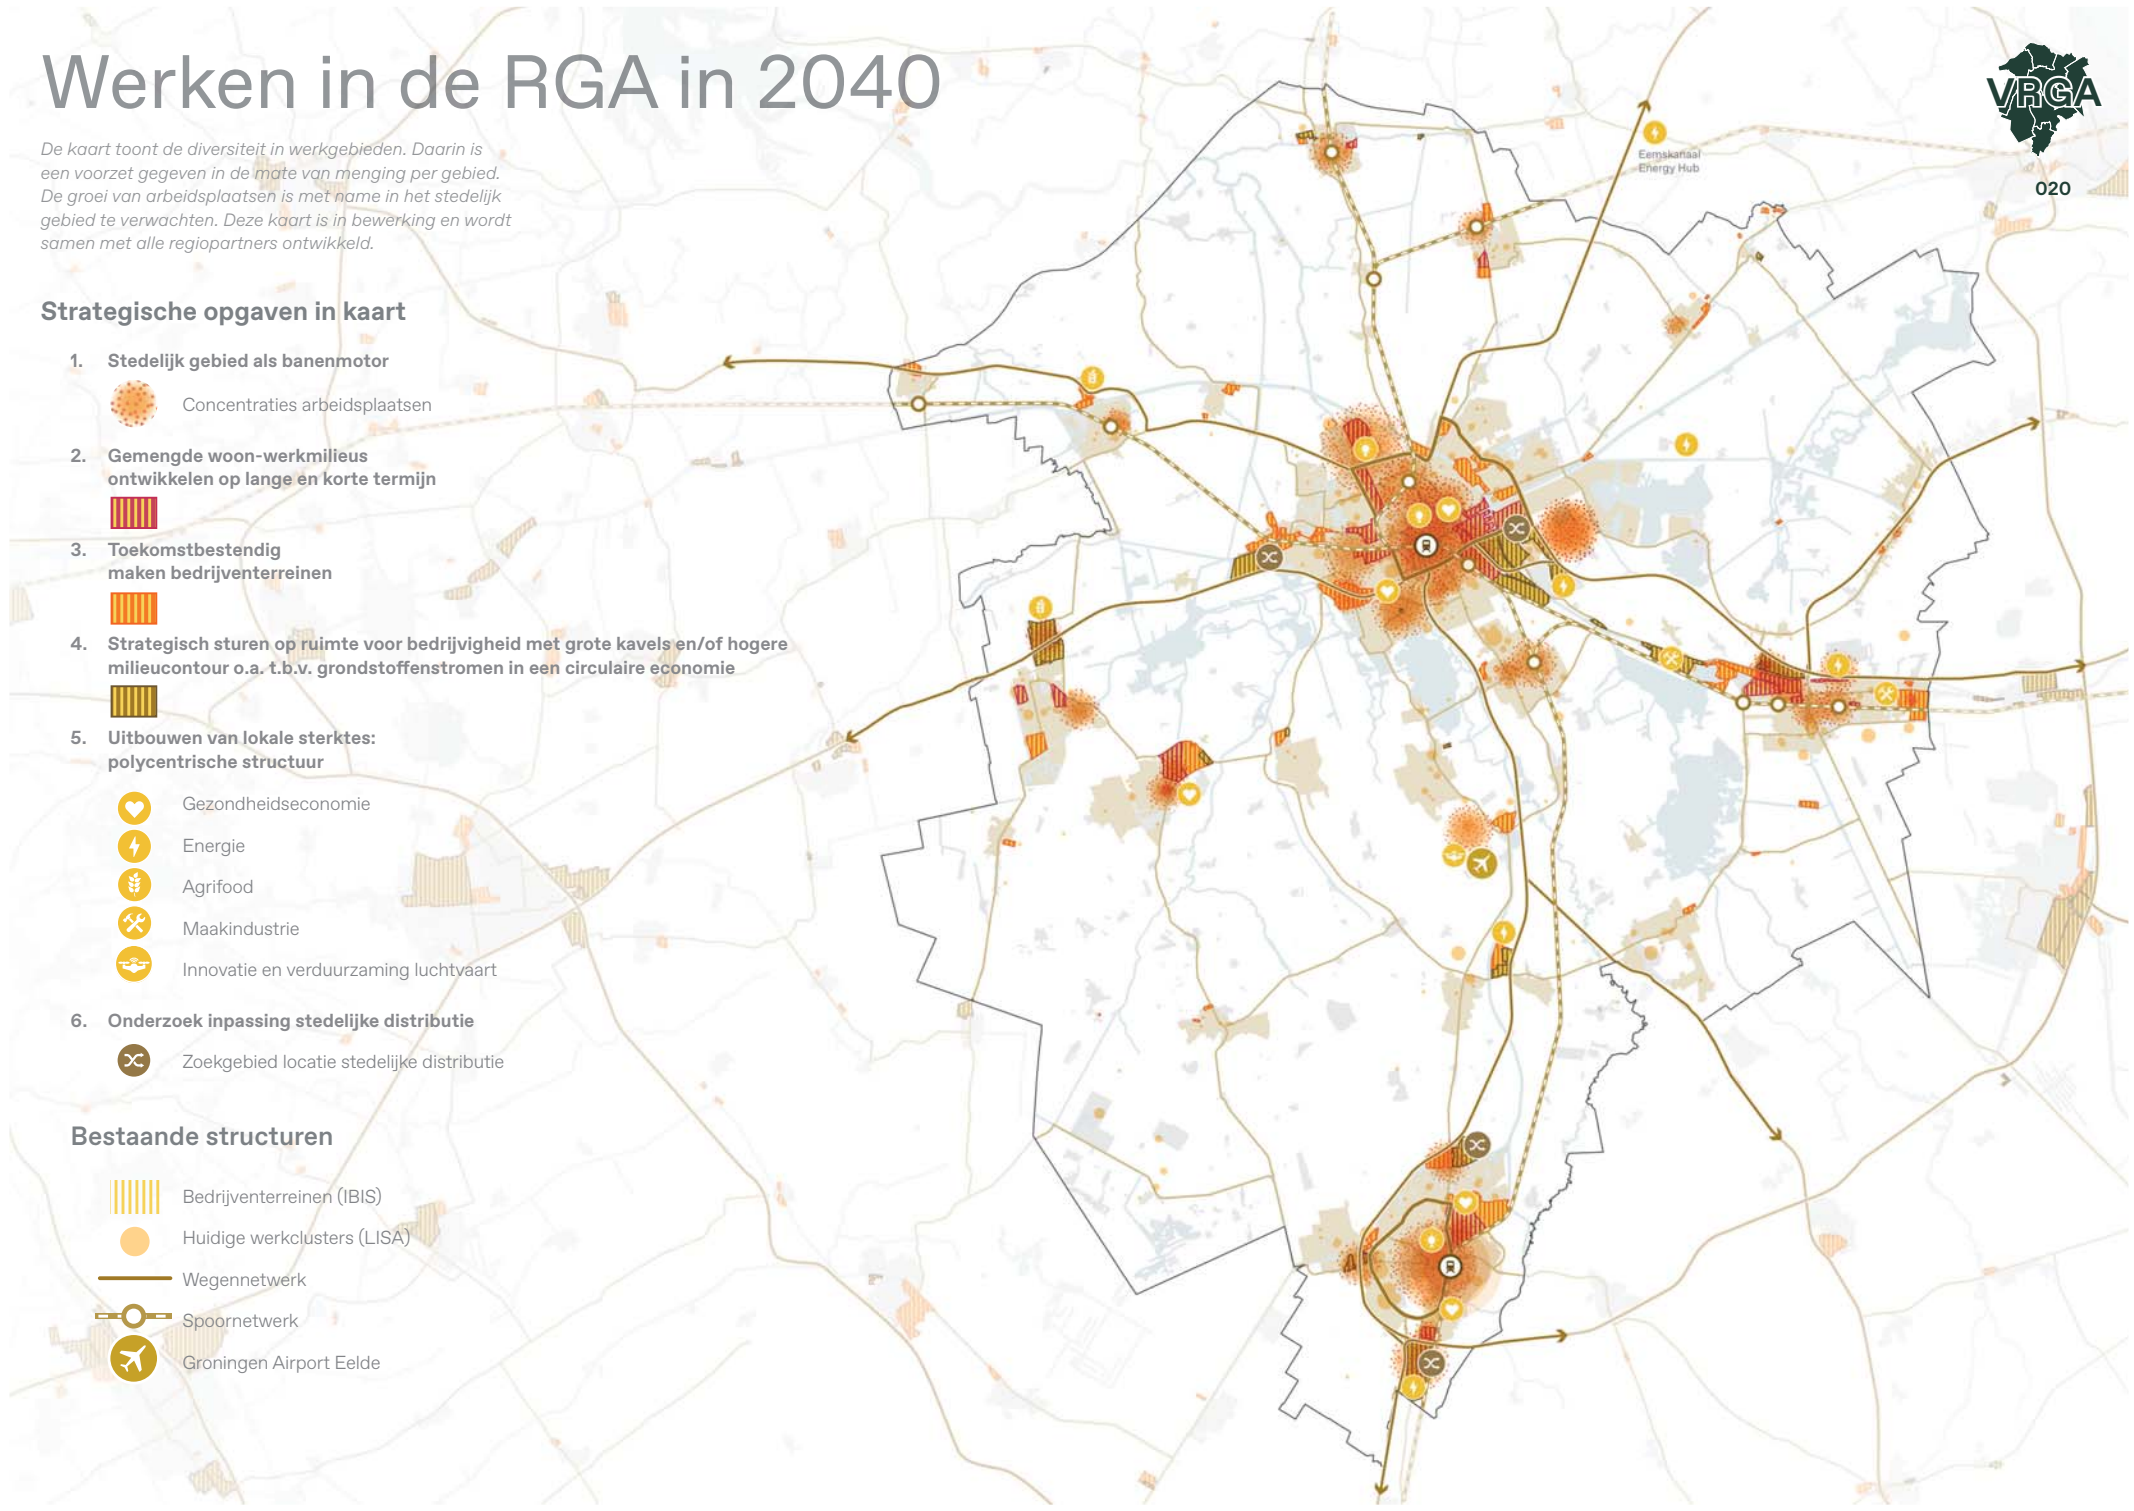 Werken in de RGA in 2040
De kaart toont de diversiteit in werkgebieden. Daarin is
een voorzet gegeven in de mate van menging per gebied.
De groei van arbeidsplaatsen is met name in het stedelijk
gebied te verwachten. Deze kaart is in bewerking en wordt
samen met alle regiopartners ontwikkeld.
Strategische opgaven in kaart
1. Stedelijk gebied als banenmotor
Concentraties arbeidsplaatsen
2. Gemengde woon-werkmilieus
ontwikkelen op lange en korte termijn
3. Toekomstbestendig
maken bedrijventerreinen
4. Strategisch sturen op ruimte voor bedrijvigheid met grote kavels en/of hogere
milieucontour o.a. t.b.v. grondstoffenstromen in een circulaire economie
5. Uitbouwen van lokale sterktes:
polycentrische structuur
Gezondheidseconomie
Energie
Agrifood
Maakindustrie
Innovatie en verduurzaming luchtvaart
6. Onderzoek inpassing stedelijke distributie
Zoekgebied locatie stedelijke distributie
Bestaande structuren
Bedrijventerreinen (IBIS)
Huidige werkclusters (LISA)
Wegennetwerk
Spoornetwerk
Groningen Airport Eelde
Eemskanaal
Energy Hub
VRGA
020